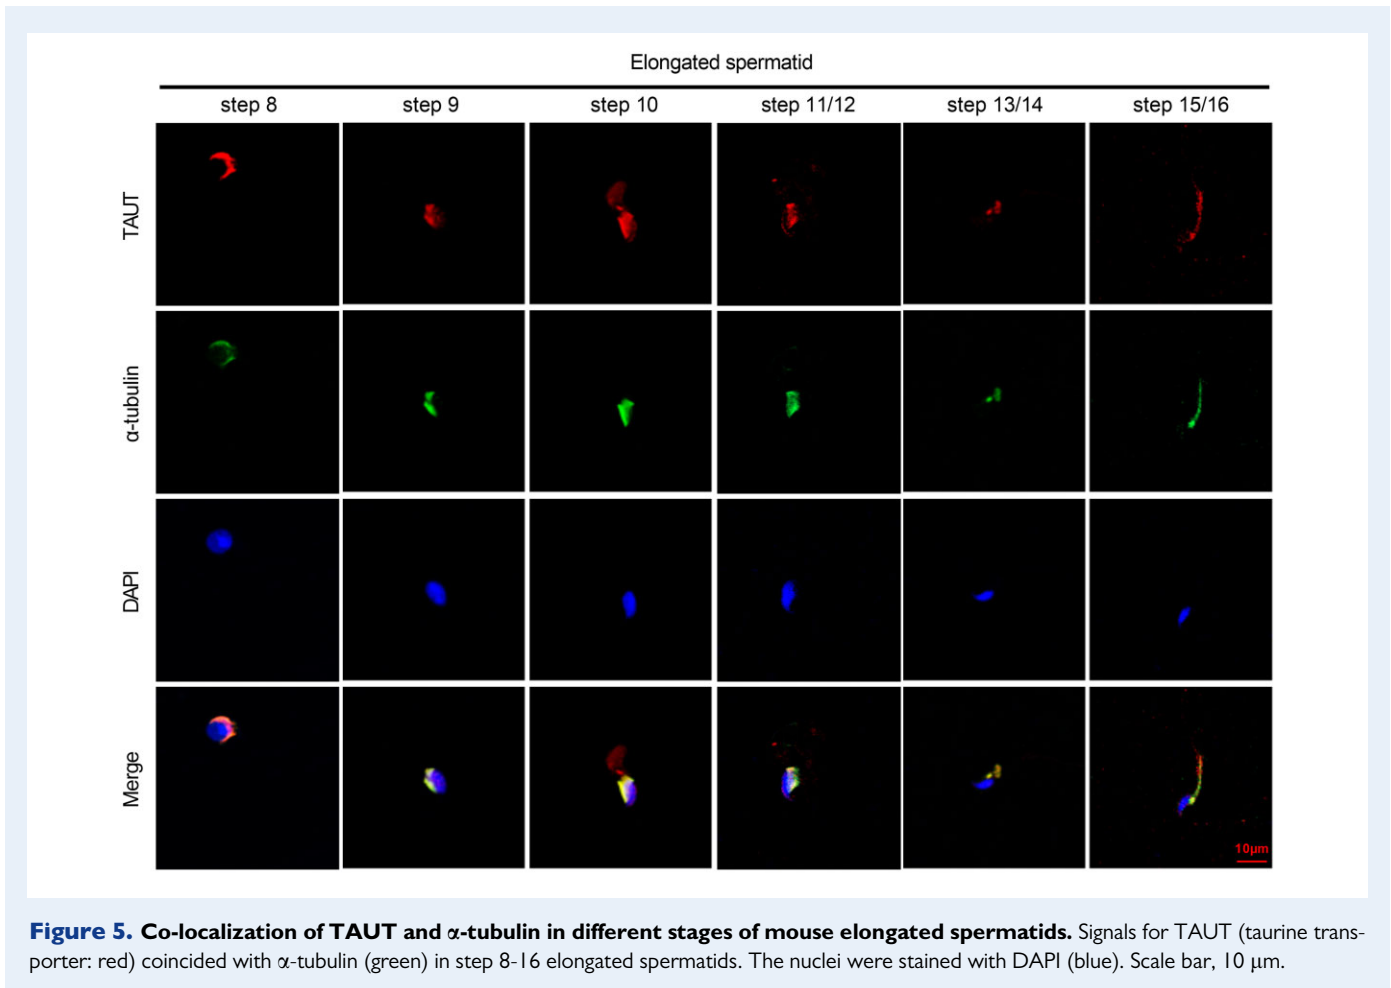 Elongated spermatid
step 8 step 9 step 10 step 11/12 step 13/14 step 15/16
TAUT
α-tubulin
DAPI
Merge
10μm
Figure 5. Co-localization of TAUT and α-tubulin in different stages of mouse elongated spermatids. Signals for TAUT (taurine trans-
porter: red) coincided with α-tubulin (green) in step 8-16 elongated spermatids. The nuclei were stained with DAPI (blue). Scale bar, 10 μm.